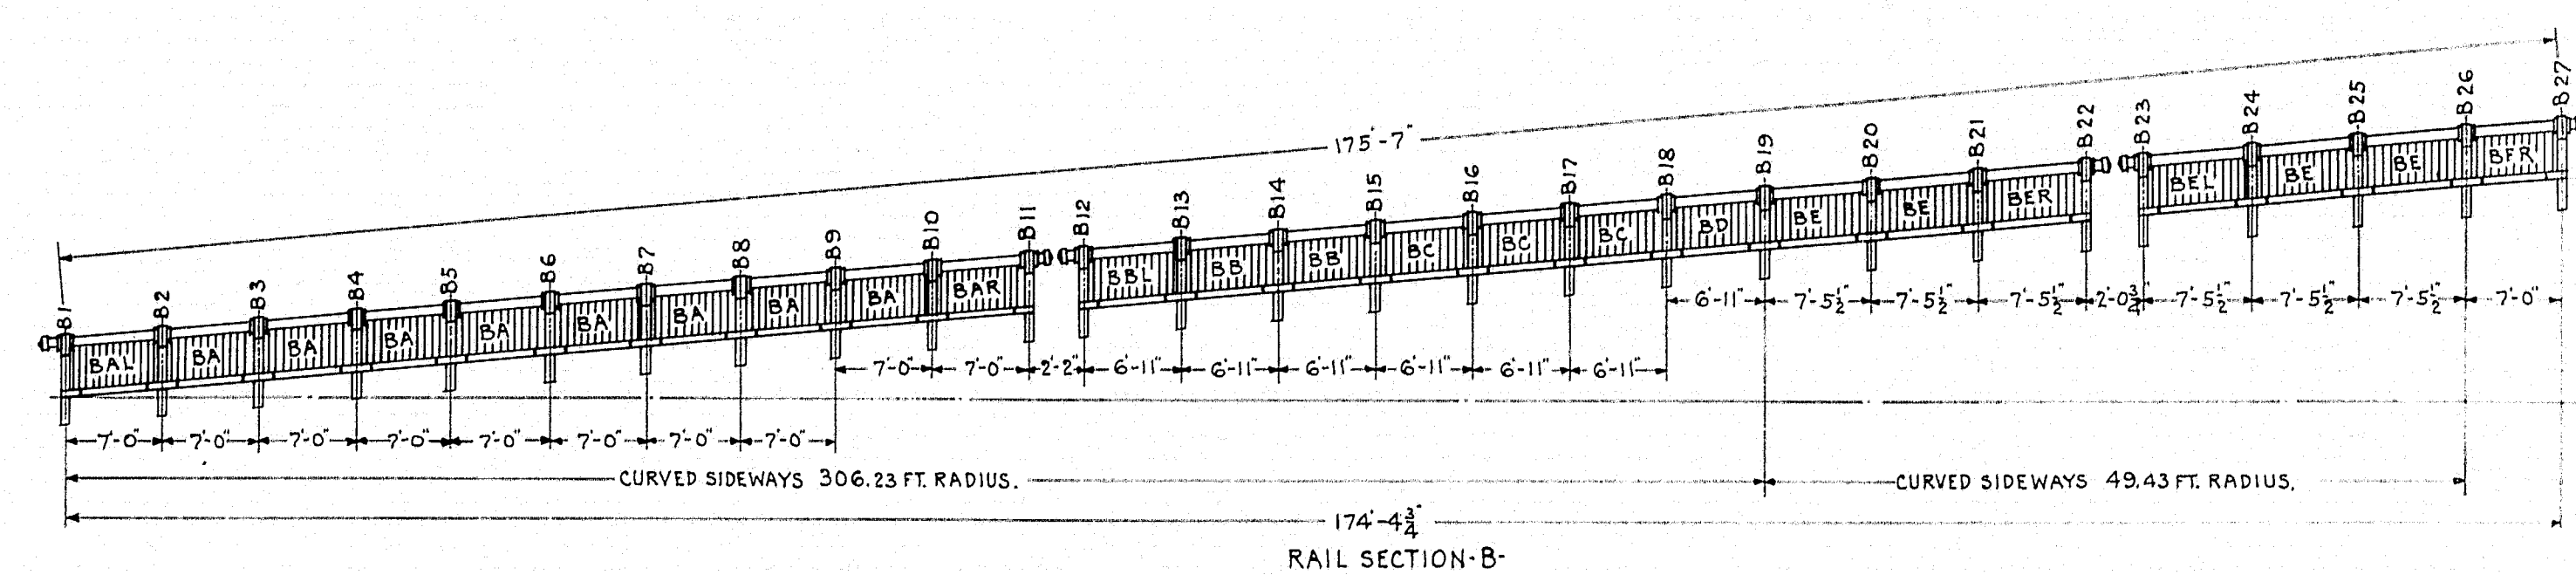 175'-7"
B1 B2 B3 B4 B5 B6 B7 B8 B9 B10 B11 B12 B13 B14 B15 B16 B17 B18 B19 B20 B21 B22 B23 B24 B25 B26 B27
BAL BA BA BA BA BA BA BA BA BAR BBL BB BB BC BC BC BD BE BE BER BEL BE BE BFR
6'-11" 7'-5½" 7'-5½" 7'-5½" 2'-0¾" 7'-5½" 7'-5½" 7'-5½" 7'-0"
7'-0" 7'-0" 2'-2" 6'-11" 6'-11" 6'-11" 6'-11" 6'-11" 6'-11"
7'-0" 7'-0" 7'-0" 7'-0" 7'-0" 7'-0" 7'-0" 7'-0"
CURVED SIDEWAYS 306.23 FT. RADIUS. CURVED SIDEWAYS 49.43 FT. RADIUS.
174'-4¾"
RAIL SECTION-B-